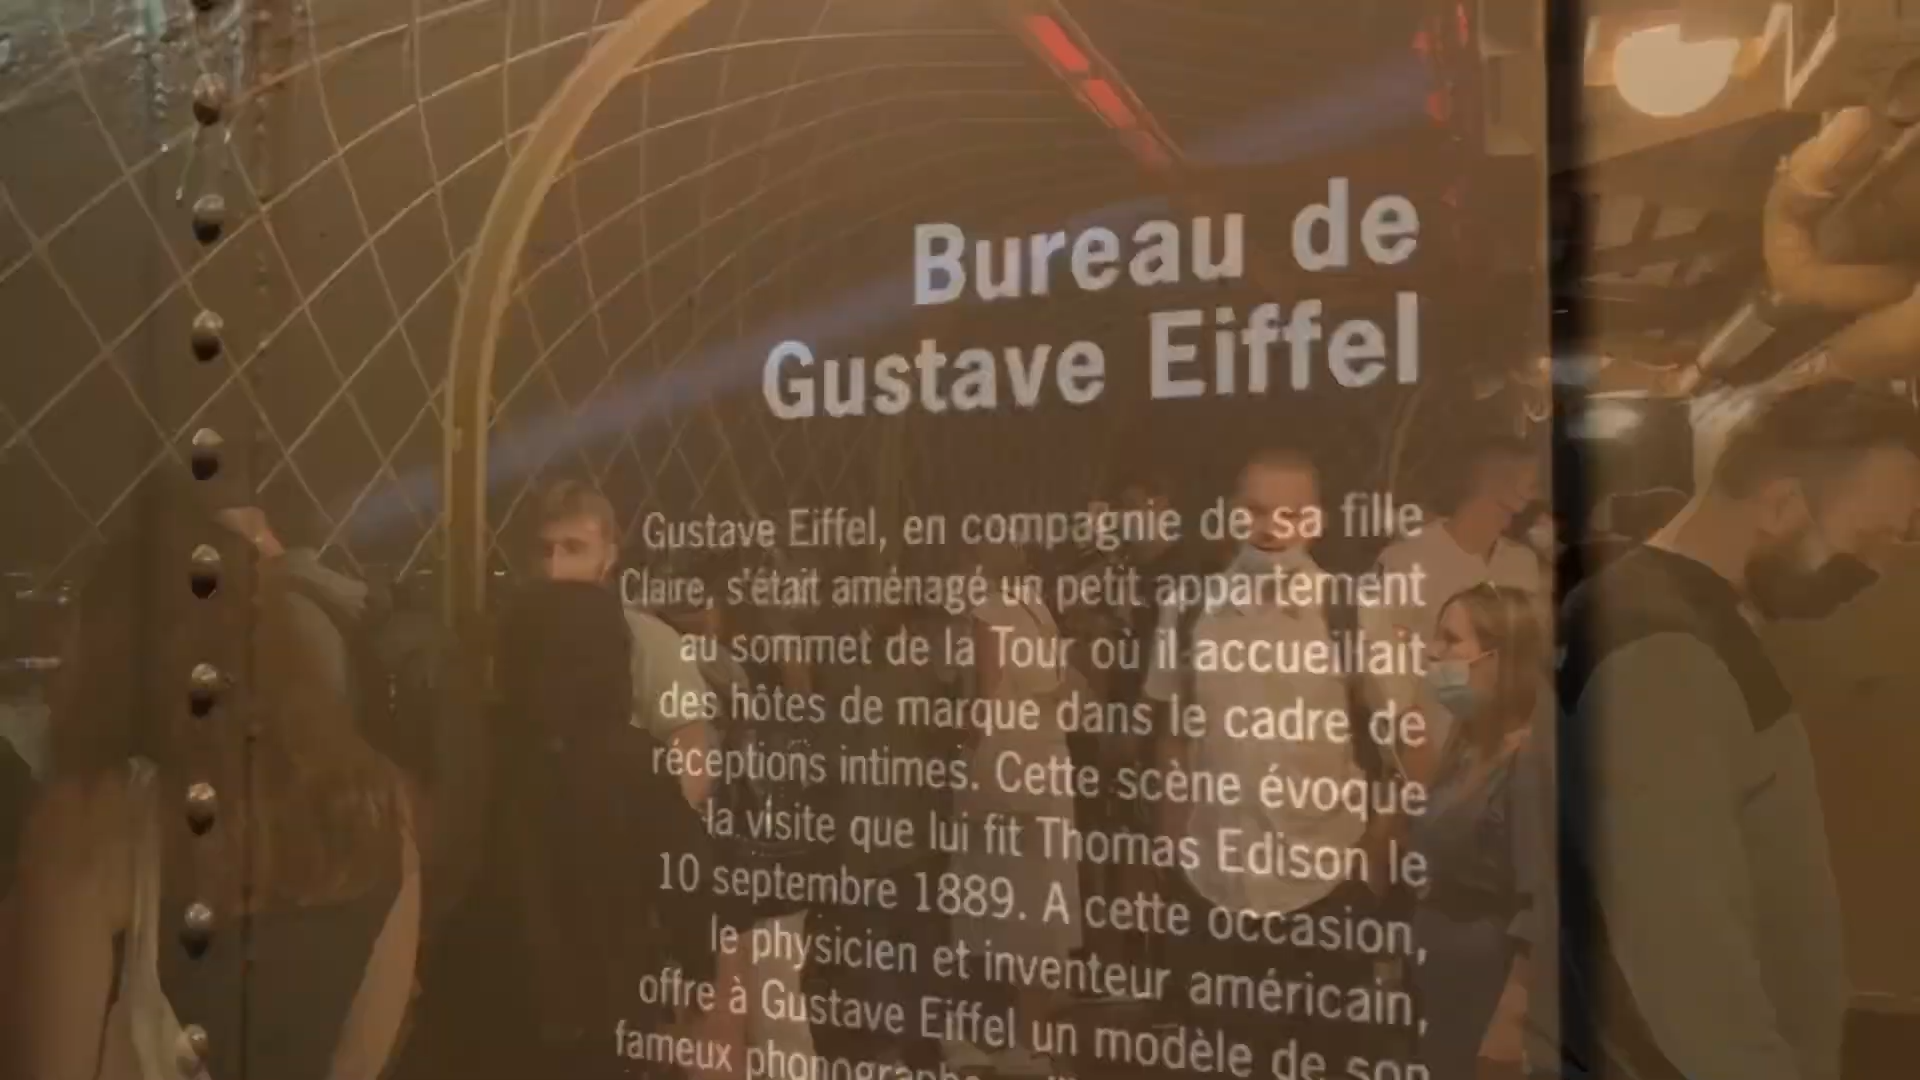 Bureau de
Gustave Eiffel
Gustave Eiffel, en compagnie de sa fille
Claire, s'était aménagé un petit appartement
au sommet de la Tour où il accueillait
des hôtes de marque dans le cadre de
réceptions intimes. Cette scène évoque
la visite que lui fit Thomas Edison le
10 septembre 1889. A cette occasion,
le physicien et inventeur américain,
offre à Gustave Eiffel un modèle de son
fameux